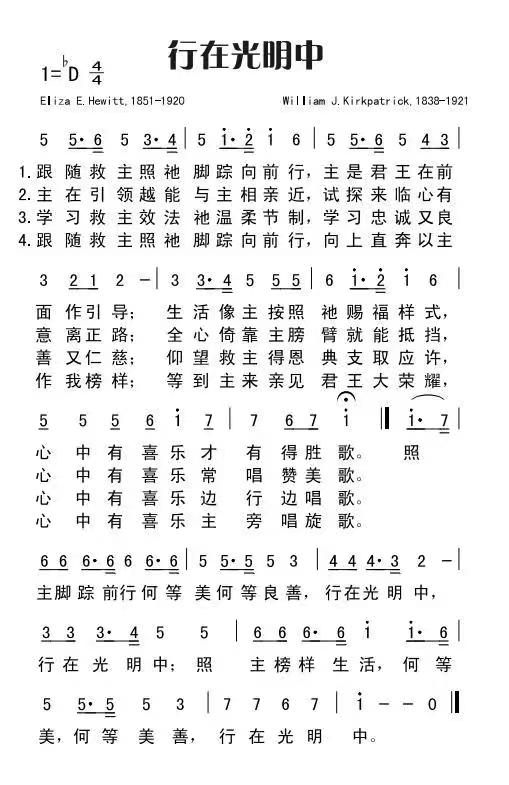 行在光明中
1=♭D 4/4
Eliza E.Hewitt,1851-1920 William J.Kirkpatrick,1838-1921
5 5·6 5 3·4 | 5 i·2 i 6 | 5 5·6 5 4 3 |
1.跟随救主照祂脚踪向前行,主是君王在前
2.主在引领越能与主相亲近,试探来临心有
3.学习救主效法祂温柔节制,学习忠诚又良
4.跟随救主照祂脚踪向前行,向上直奔以主
3 2 1 2 - | 3 3·4 5 5 5 | 6 i·2 i 6 |
面作引导;生活像主按照祂赐福样式,
意离正路;全心倚靠主膀臂就能抵挡,
善又仁慈;仰望救主得恩典支取应许,
作我榜样;等到主来亲见君王大荣耀,
5 5 5 6 i 7 | 7 6 7 i ‖ i·7 |
心中有喜乐才有得胜歌。照
心中有喜乐常唱赞美歌。
心中有喜乐边行边唱歌。
心中有喜乐主旁唱旋歌。
6 6 6·6 6 6·6 | 5 5·5 5 3 | 4 4 4·3 2 - |
主脚踪前行何等美何等良善,行在光明中,
3 3 3·4 5 5 | 6 6 6·6 i i·6 |
行在光明中;照主榜样生活,何等
5 5·5 5 3 | 7 7 6 7 | i - - 0 ‖
美,何等美善,行在光明中。